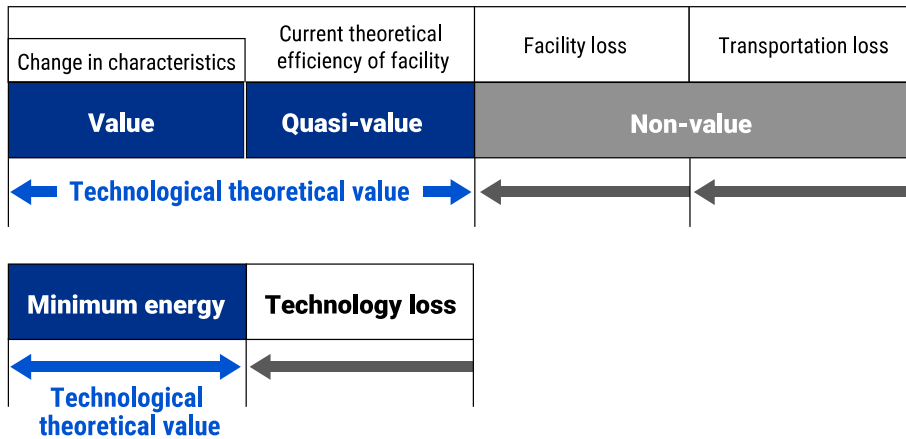 Change in characteristics
Current theoretical
efficiency of facility
Facility loss
Transportation loss
Value
Quasi-value
Non-value
Technological theoretical value
Minimum energy
Technology loss
Technological
theoretical value